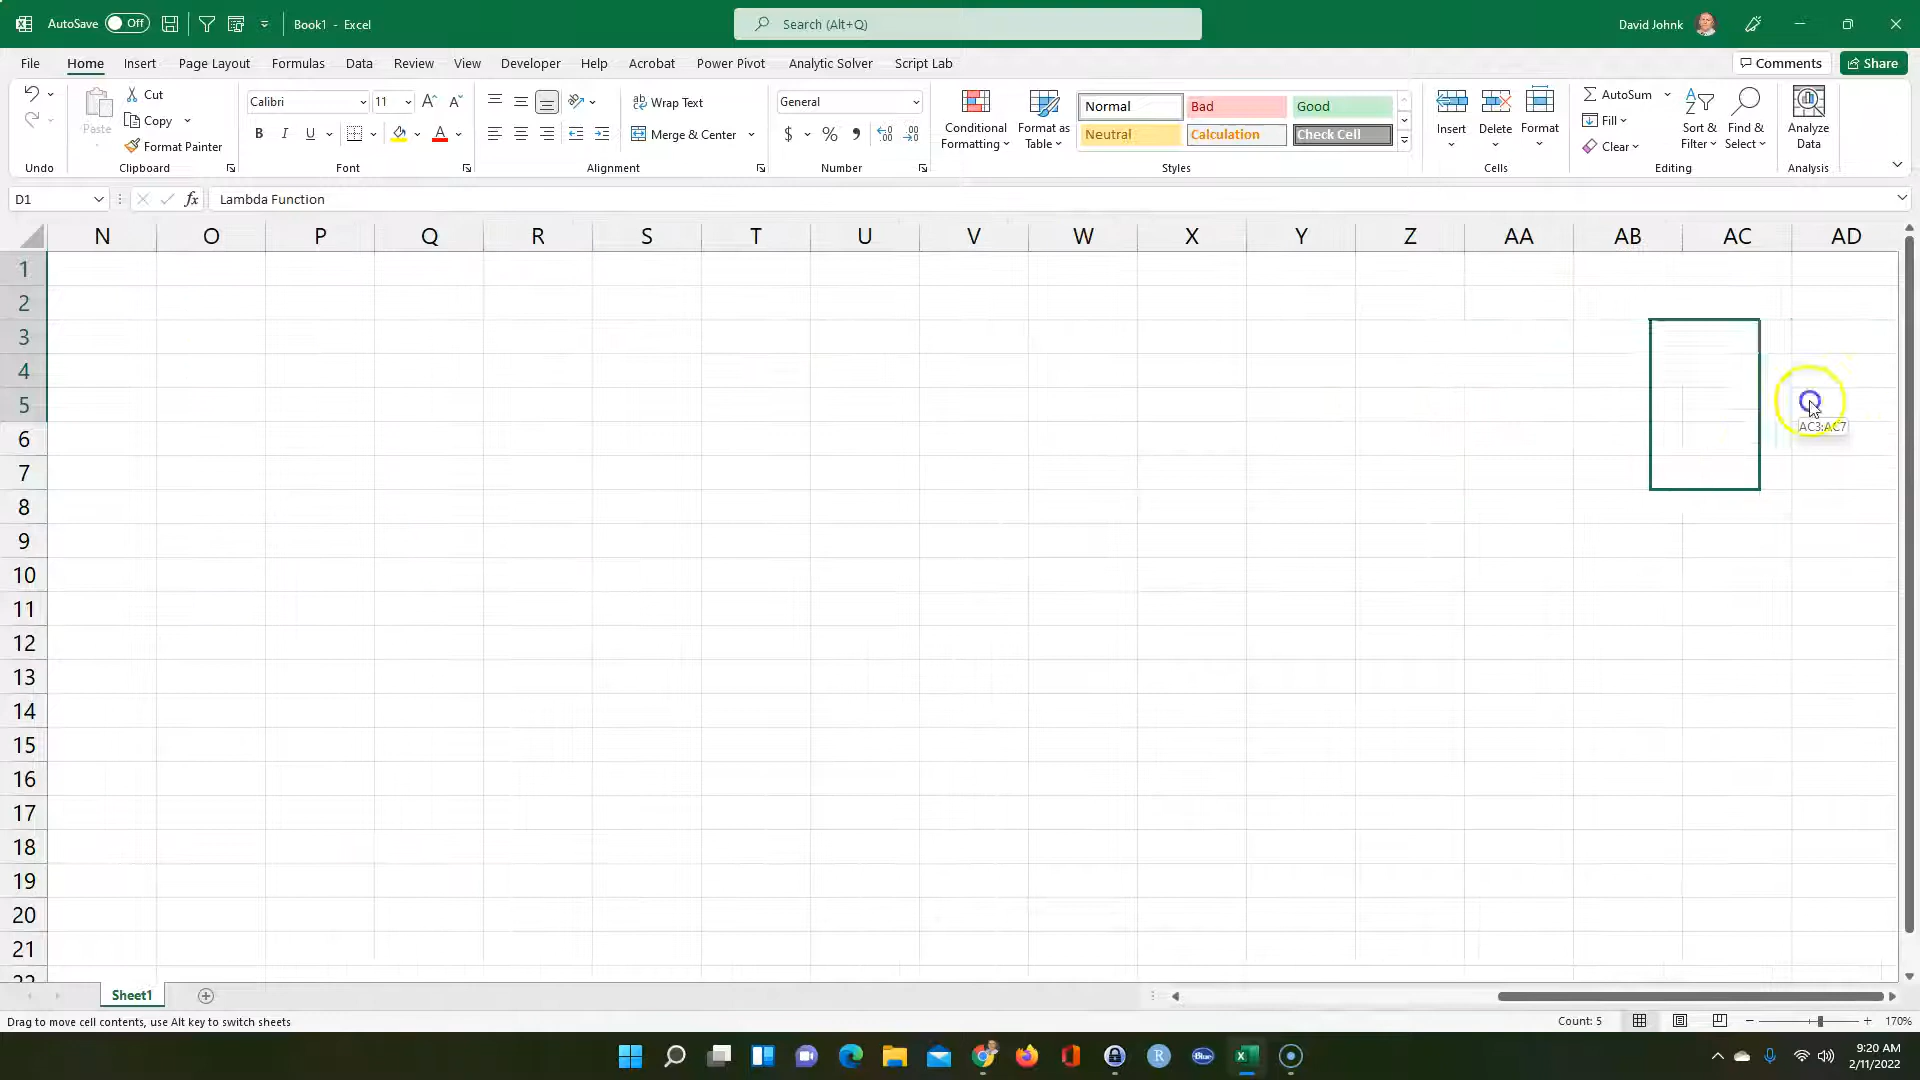 AutoSave Off Book1 - Excel Search (Alt+Q) David Johnk
File Home Insert Page Layout Formulas Data Review View Developer Help Acrobat Power Pivot Analytic Solver Script Lab Comments Share
Cut
Copy
Format Painter
Paste
Calibri 11
B I U A
Wrap Text
Merge & Center
General
$ % 9
Conditional Formatting
Format as Table
Normal Bad Good
Neutral Calculation Check Cell
Insert Delete Format
AutoSum
Fill
Clear
Sort & Filter
Find & Select
Analyze Data
Undo Clipboard Font Alignment Number Styles Cells Editing Analysis
D1 fx Lambda Function
N O P Q R S T U V W X Y Z AA AB AC AD
1
2
3
4
5
AC3:AC7
6
7
8
9
10
11
12
13
14
15
16
17
18
19
20
21
22
Sheet1
Drag to move cell contents, use Alt key to switch sheets Count: 5 170%
9:20 AM
2/11/2022